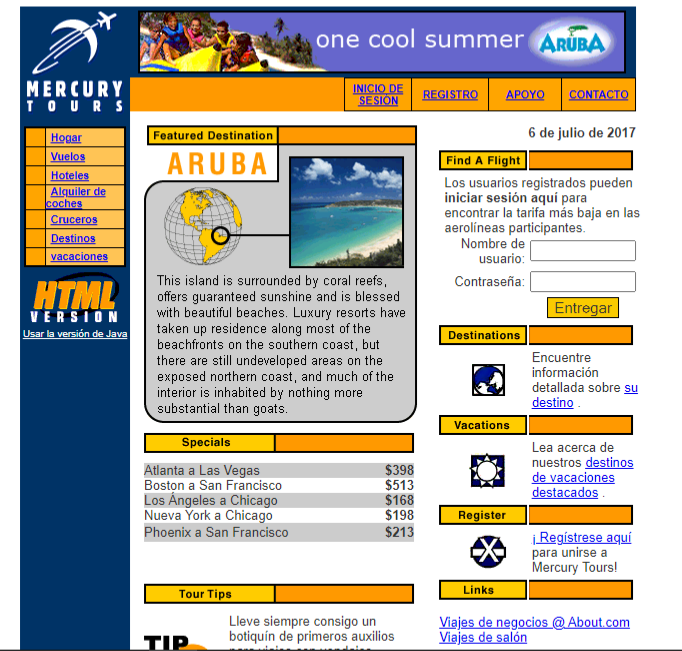 one cool summer ARUBA
MERCURY
TOURS
INICIO DE
SESIÓN
REGISTRO
APOYO
CONTACTO
Hogar
Vuelos
Hoteles
Alquiler de
coches
Cruceros
Destinos
vacaciones
HTML
VERSION
Usar la versión de Java
Featured Destination
ARUBA
This island is surrounded by coral reefs,
offers guaranteed sunshine and is blessed
with beautiful beaches. Luxury resorts have
taken up residence along most of the
beachfronts on the southern coast, but
there are still undeveloped areas on the
exposed northern coast, and much of the
interior is inhabited by nothing more
substantial than goats.
Specials
Atlanta a Las Vegas $398
Boston a San Francisco $513
Los Ángeles a Chicago $168
Nueva York a Chicago $198
Phoenix a San Francisco $213
Tour Tips
TIP
Lleve siempre consigo un
botiquín de primeros auxilios
6 de julio de 2017
Find A Flight
Los usuarios registrados pueden
iniciar sesión aquí para
encontrar la tarifa más baja en las
aerolíneas participantes.
Nombre de
usuario:
Contraseña:
Entregar
Destinations
Encuentre
información
detallada sobre su
destino .
Vacations
Lea acerca de
nuestros destinos
de vacaciones
destacados .
Register
¡ Regístrese aquí
para unirse a
Mercury Tours!
Links
Viajes de negocios @ About.com
Viajes de salón